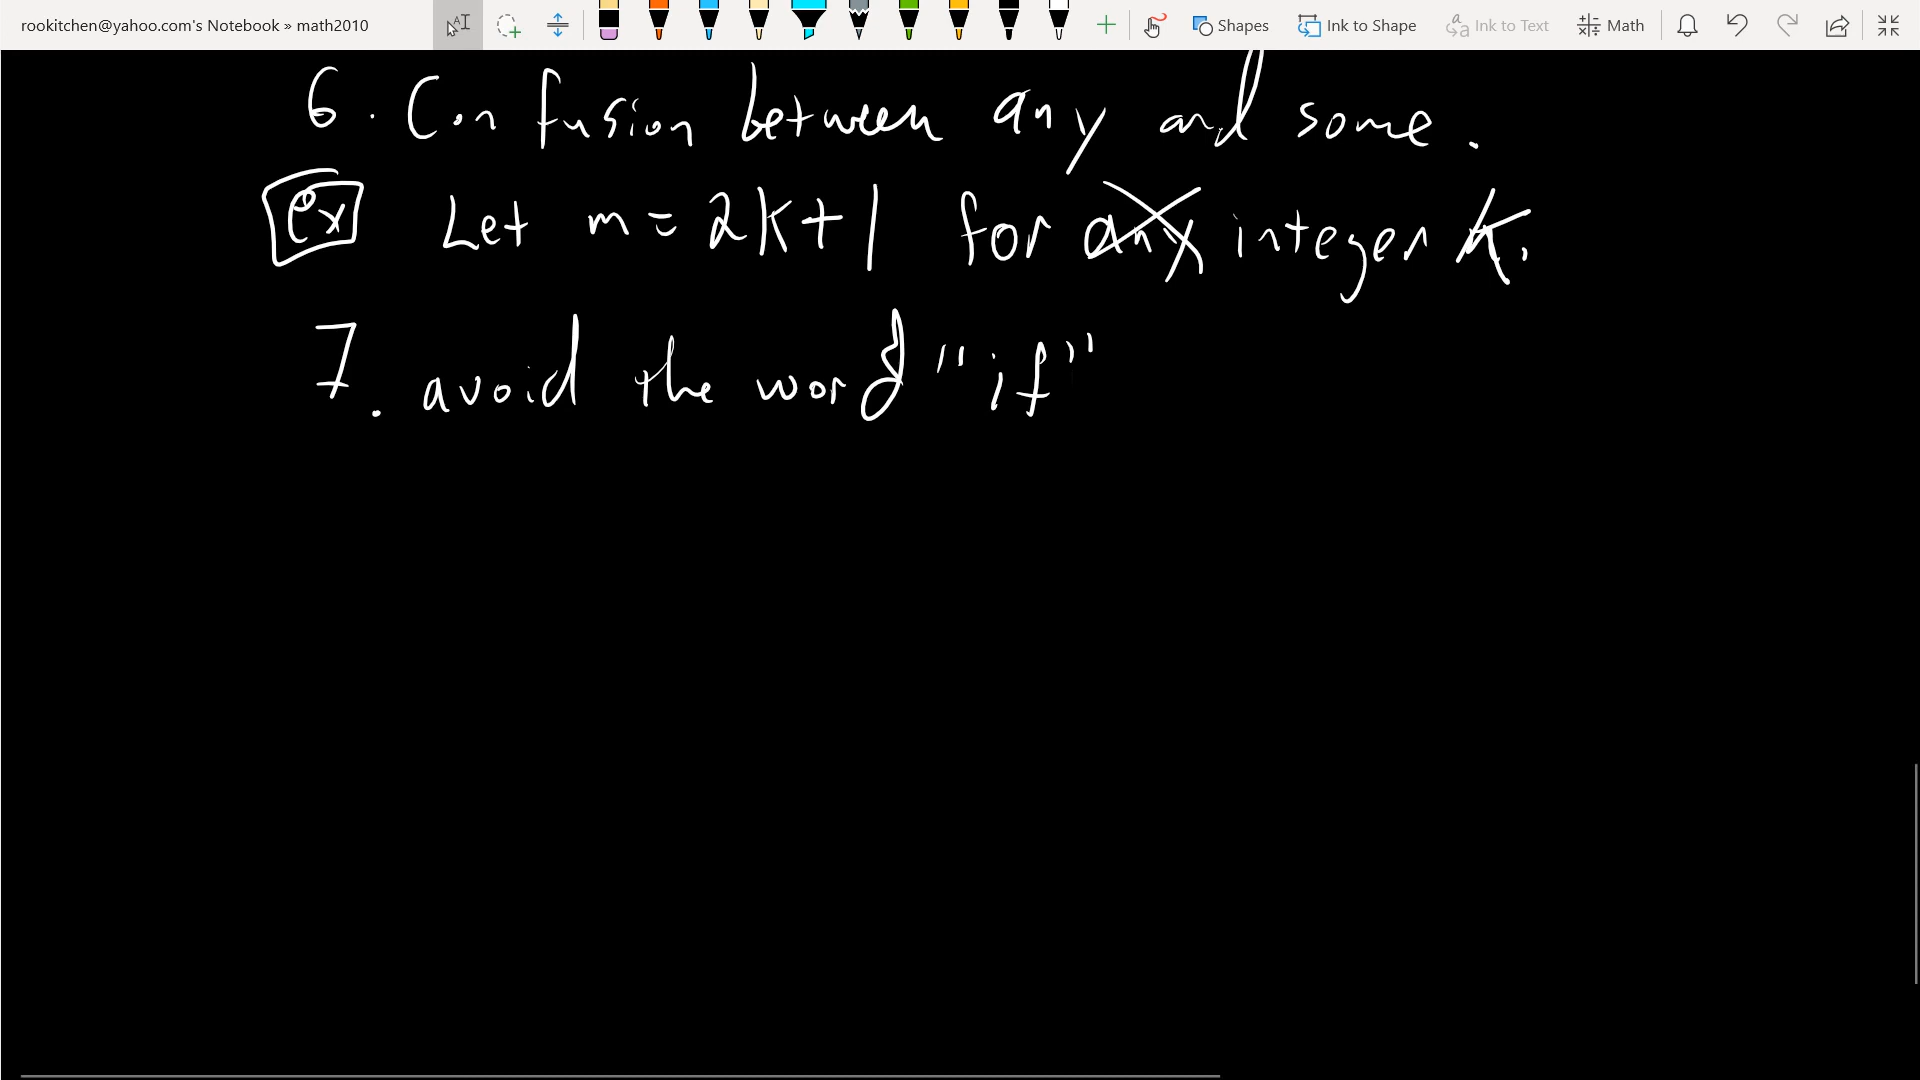 rookitchen@yahoo.com's Notebook » math2010 Shapes Ink to Shape Ink to Text Math
6. Confusion between any and some.
ex Let m = 2k+1 for any integer k.
7. avoid the word "if"